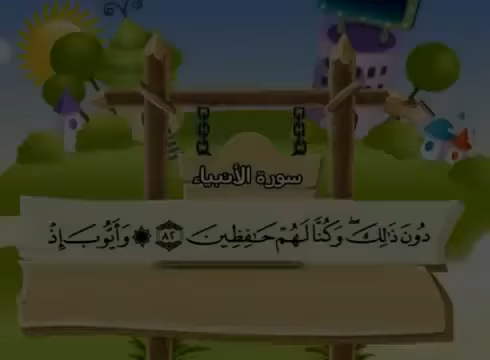 سورة الأنبياء
دُونَ ذَٰلِكَ ۖ وَكُنَّا لَهُمْ حَـٰفِظِينَ ۝٨٢ ۞ وَأَيُّوبَ إِذْ